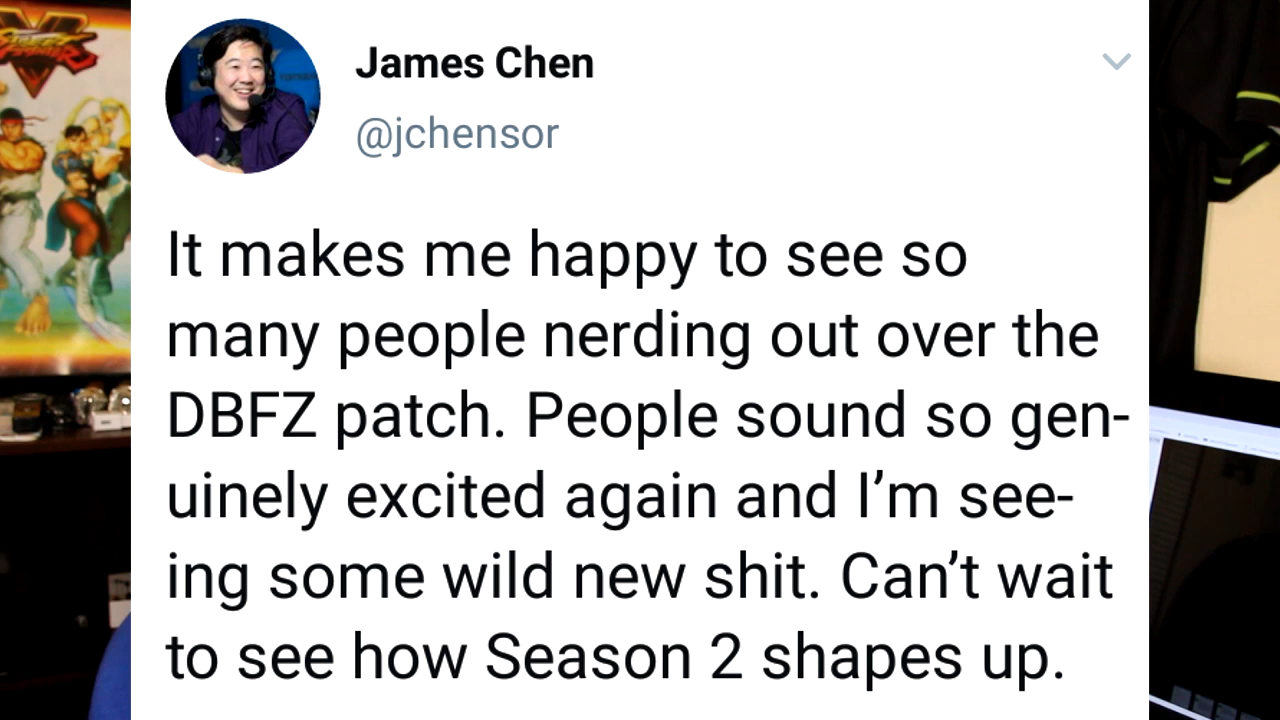 James Chen
@jchensor
It makes me happy to see so
many people nerding out over the
DBFZ patch. People sound so gen-
uinely excited again and I’m see-
ing some wild new shit. Can’t wait
to see how Season 2 shapes up.